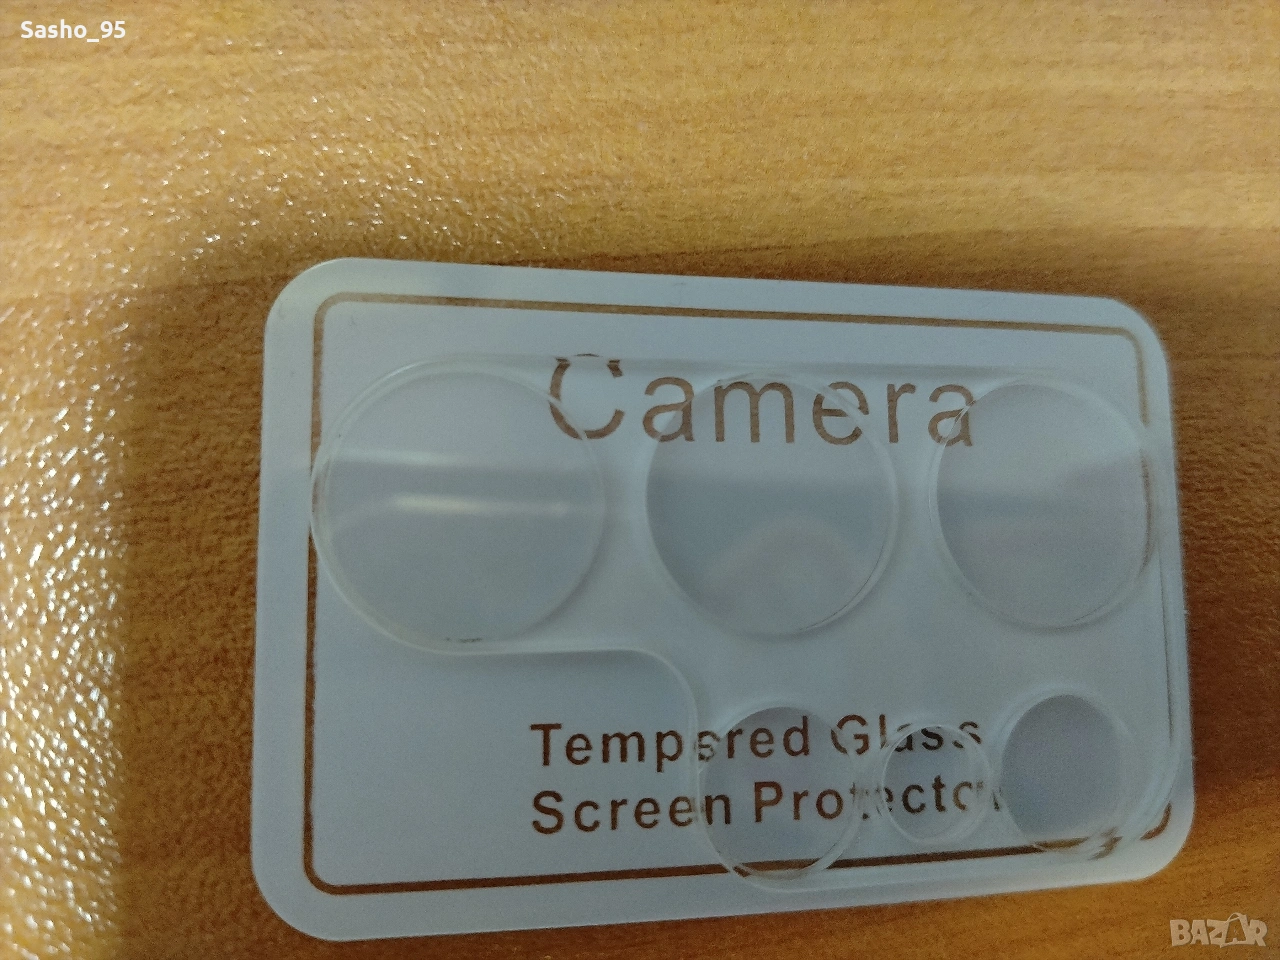 Sasho_95
Camera
Tempered Glass
Screen Protector
BAZAR